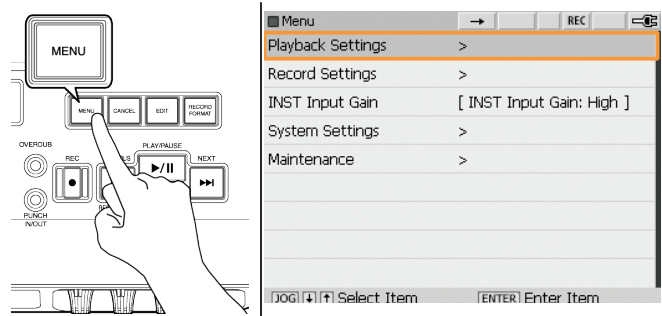 MENU
MENU
CANCEL
EDIT
RECORD
FORMAT
OVERDUB
PLAY/PAUSE
REC
NEXT
PUNCH
IN/OUT
Menu → REC
Playback Settings >
Record Settings >
INST Input Gain [ INST Input Gain: High ]
System Settings >
Maintenance >
JOG ↓ ↑ Select Item ENTER Enter Item